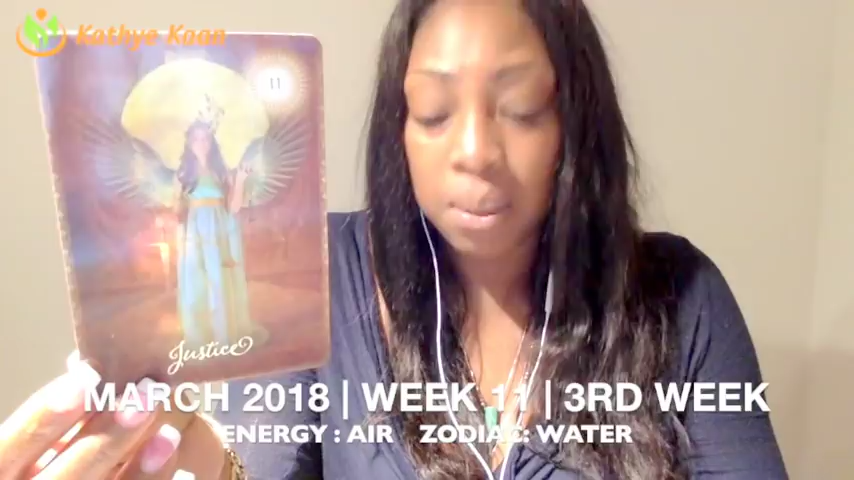 Kathye Kaan
11
Justice
MARCH 2018 | WEEK 11 | 3RD WEEK
ENERGY : AIR ZODIAC: WATER